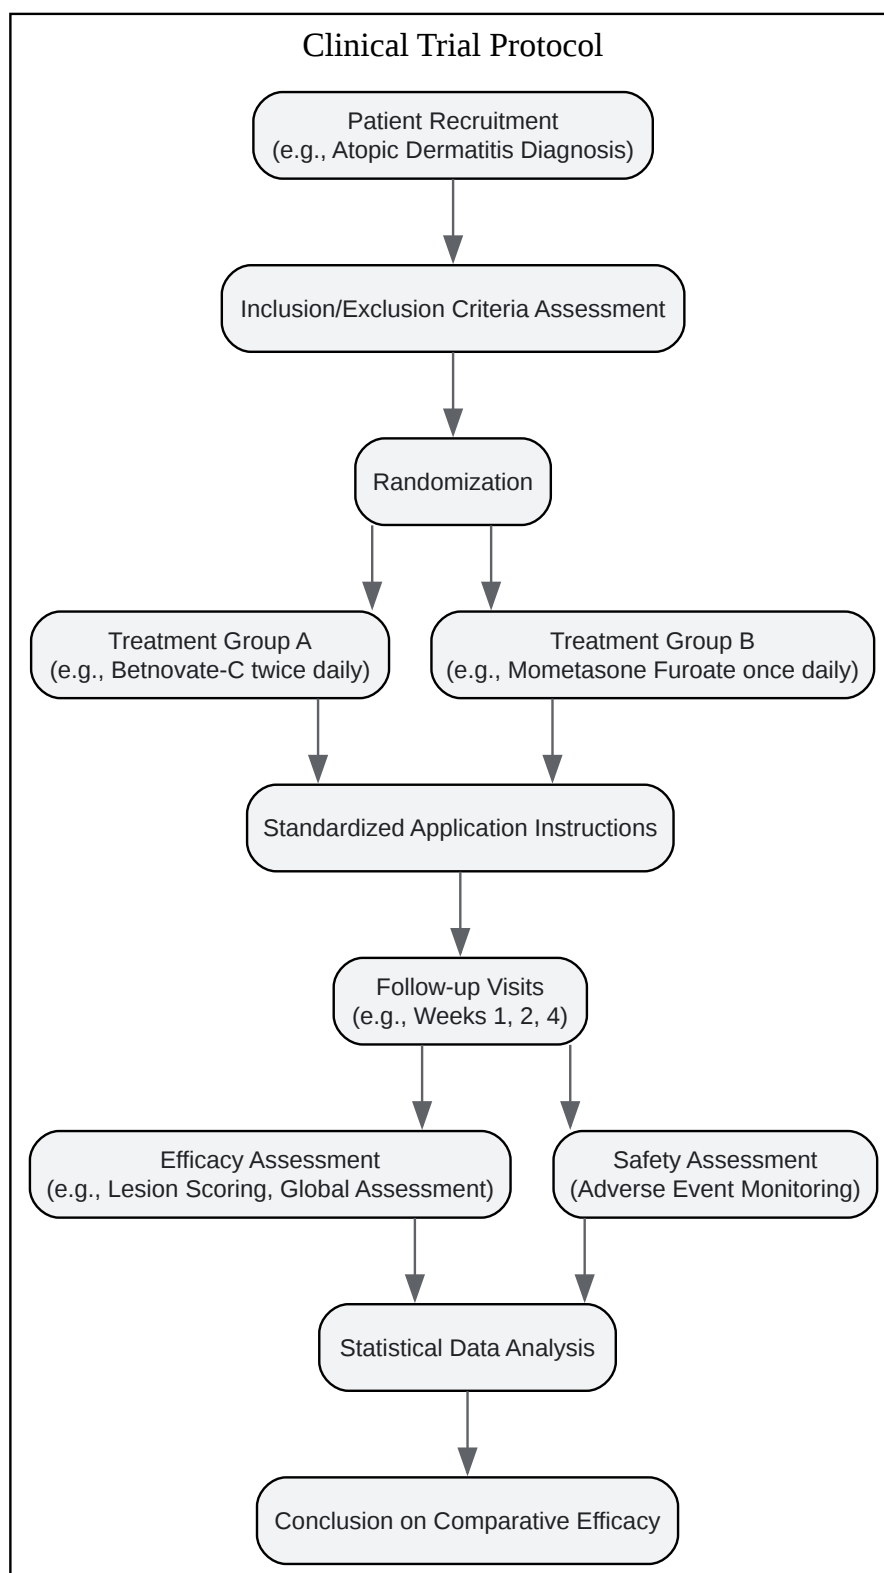 Clinical Trial Protocol
Patient Recruitment
(e.g., Atopic Dermatitis Diagnosis)
Inclusion/Exclusion Criteria Assessment
Randomization
Treatment Group A
(e.g., Betnovate-C twice daily)
Treatment Group B
(e.g., Mometasone Furoate once daily)
Standardized Application Instructions
Follow-up Visits
(e.g., Weeks 1, 2, 4)
Efficacy Assessment
(e.g., Lesion Scoring, Global Assessment)
Safety Assessment
(Adverse Event Monitoring)
Statistical Data Analysis
Conclusion on Comparative Efficacy